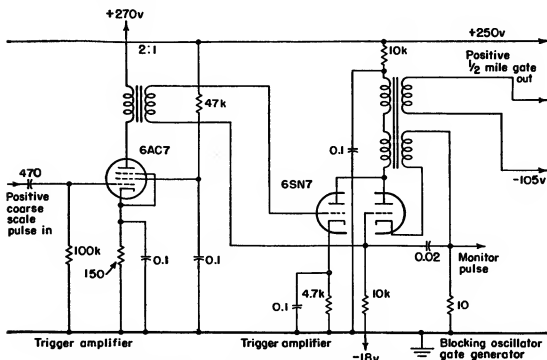 +270v
+250v
2:1
10k
Positive
1/2 mile gate
out
47k
0.1
6AC7
470
6SN7
-105v
Positive
coarse
scale
pulse in
0.02
Monitor
pulse
100k
150
0.1
0.1
0.1
4.7k
10k
10
-18v
Trigger amplifier
Trigger amplifier
Blocking oscillator
gate generator